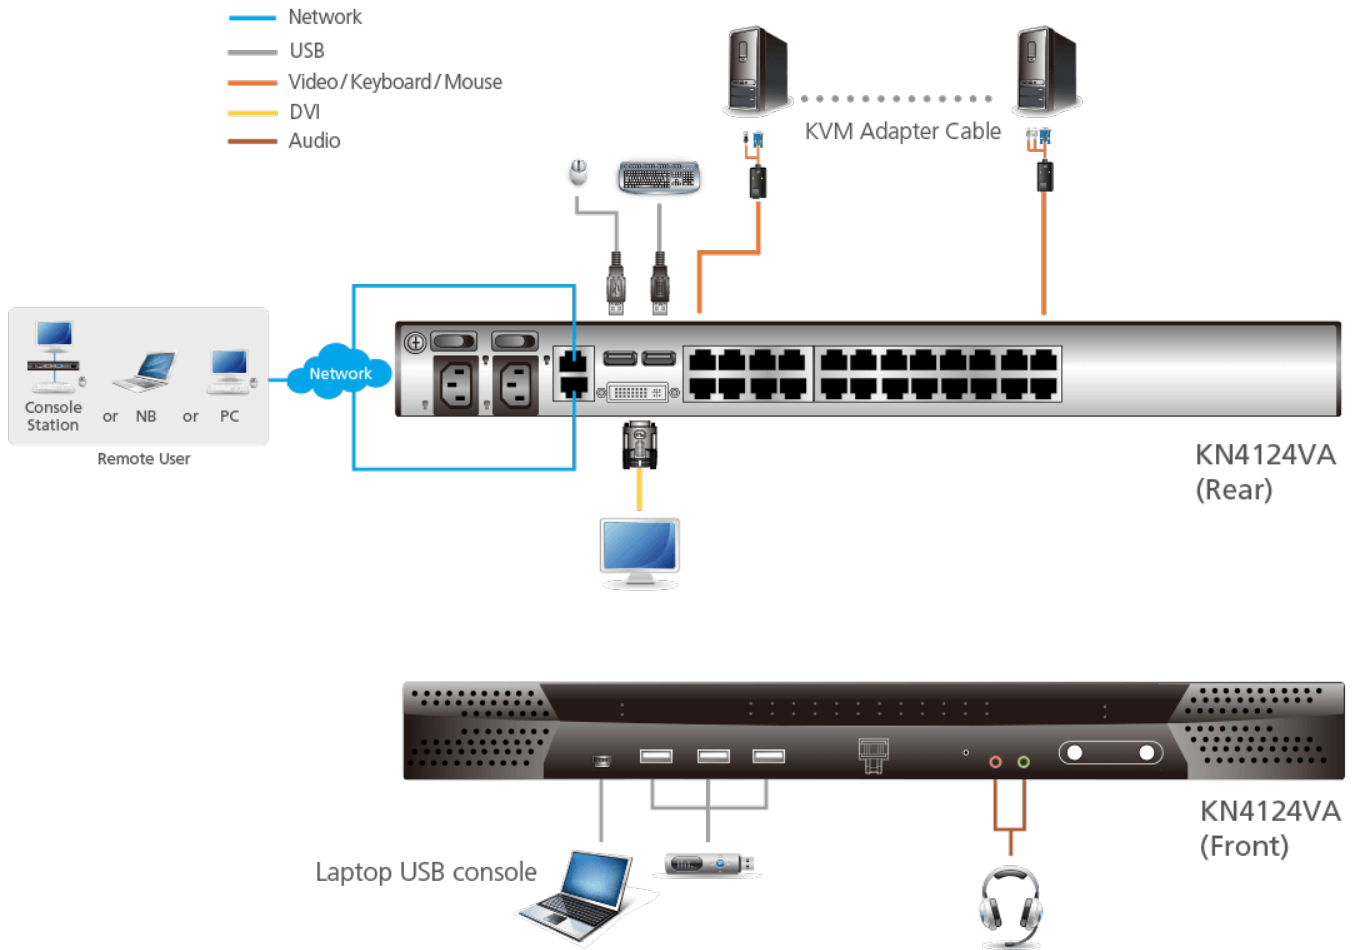 Network
USB
Video/Keyboard/Mouse
DVI
Audio
KVM Adapter Cable
Network
Console
Station
or
NB
or
PC
Remote User
KN4124VA
(Rear)
KN4124VA
(Front)
Laptop USB console